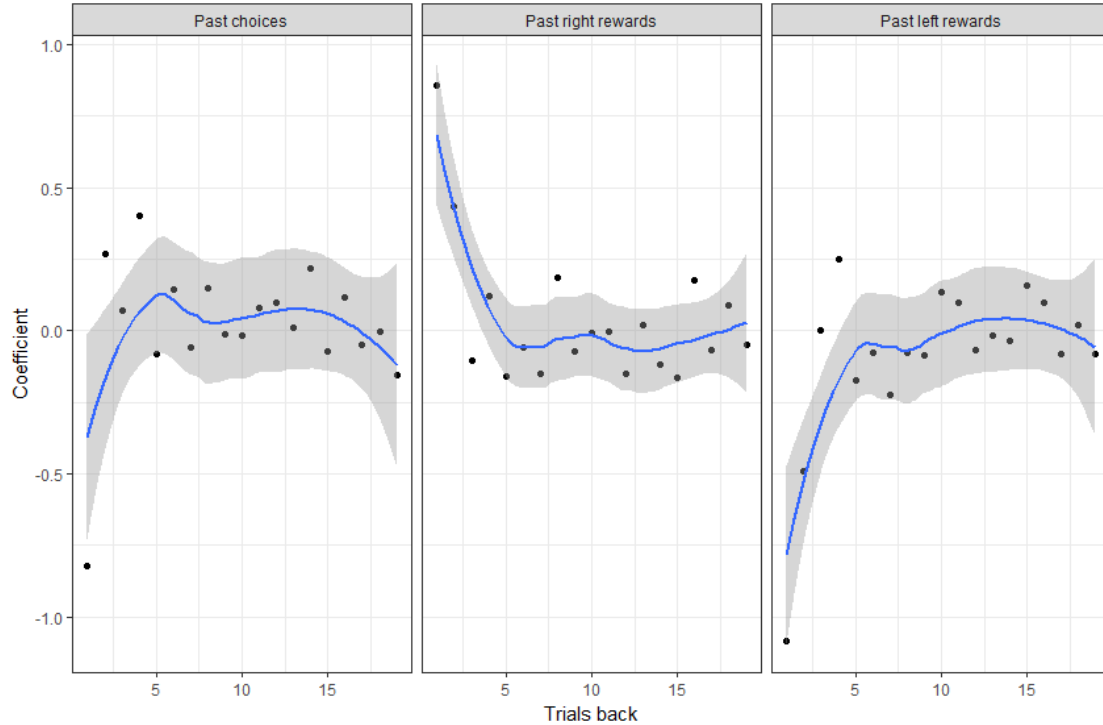 Past choices
Past right rewards
Past left rewards
Coefficient
1.0
0.5
0.0
-0.5
-1.0
5 10 15
5 10 15
5 10 15
Trials back